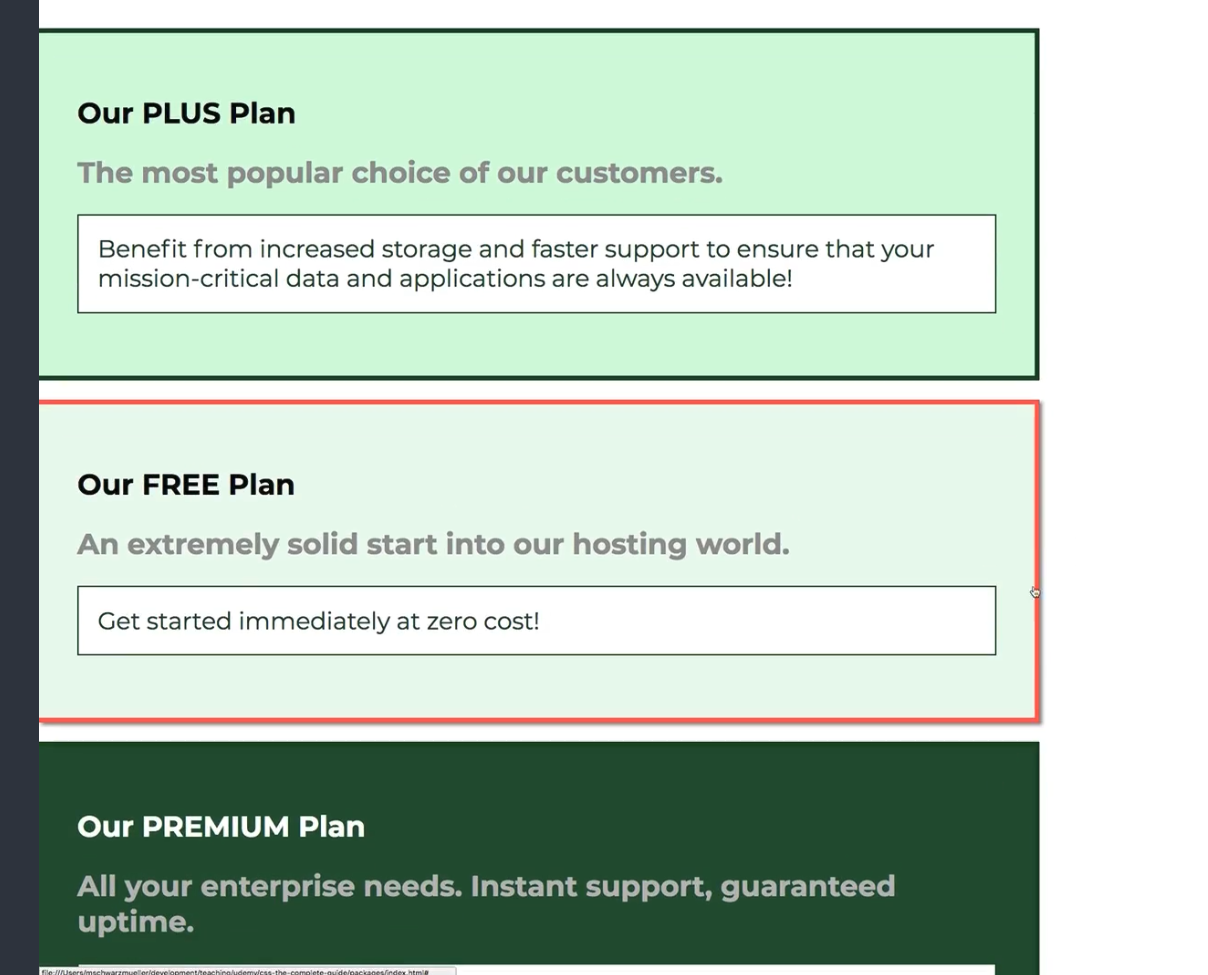 Our PLUS Plan
The most popular choice of our customers.
Benefit from increased storage and faster support to ensure that your
mission-critical data and applications are always available!
Our FREE Plan
An extremely solid start into our hosting world.
Get started immediately at zero cost!
Our PREMIUM Plan
All your enterprise needs. Instant support, guaranteed
uptime.
file:///Users/mschwarzmueller/development/teaching/udemy/css-the-complete-guide/packages/index.html#